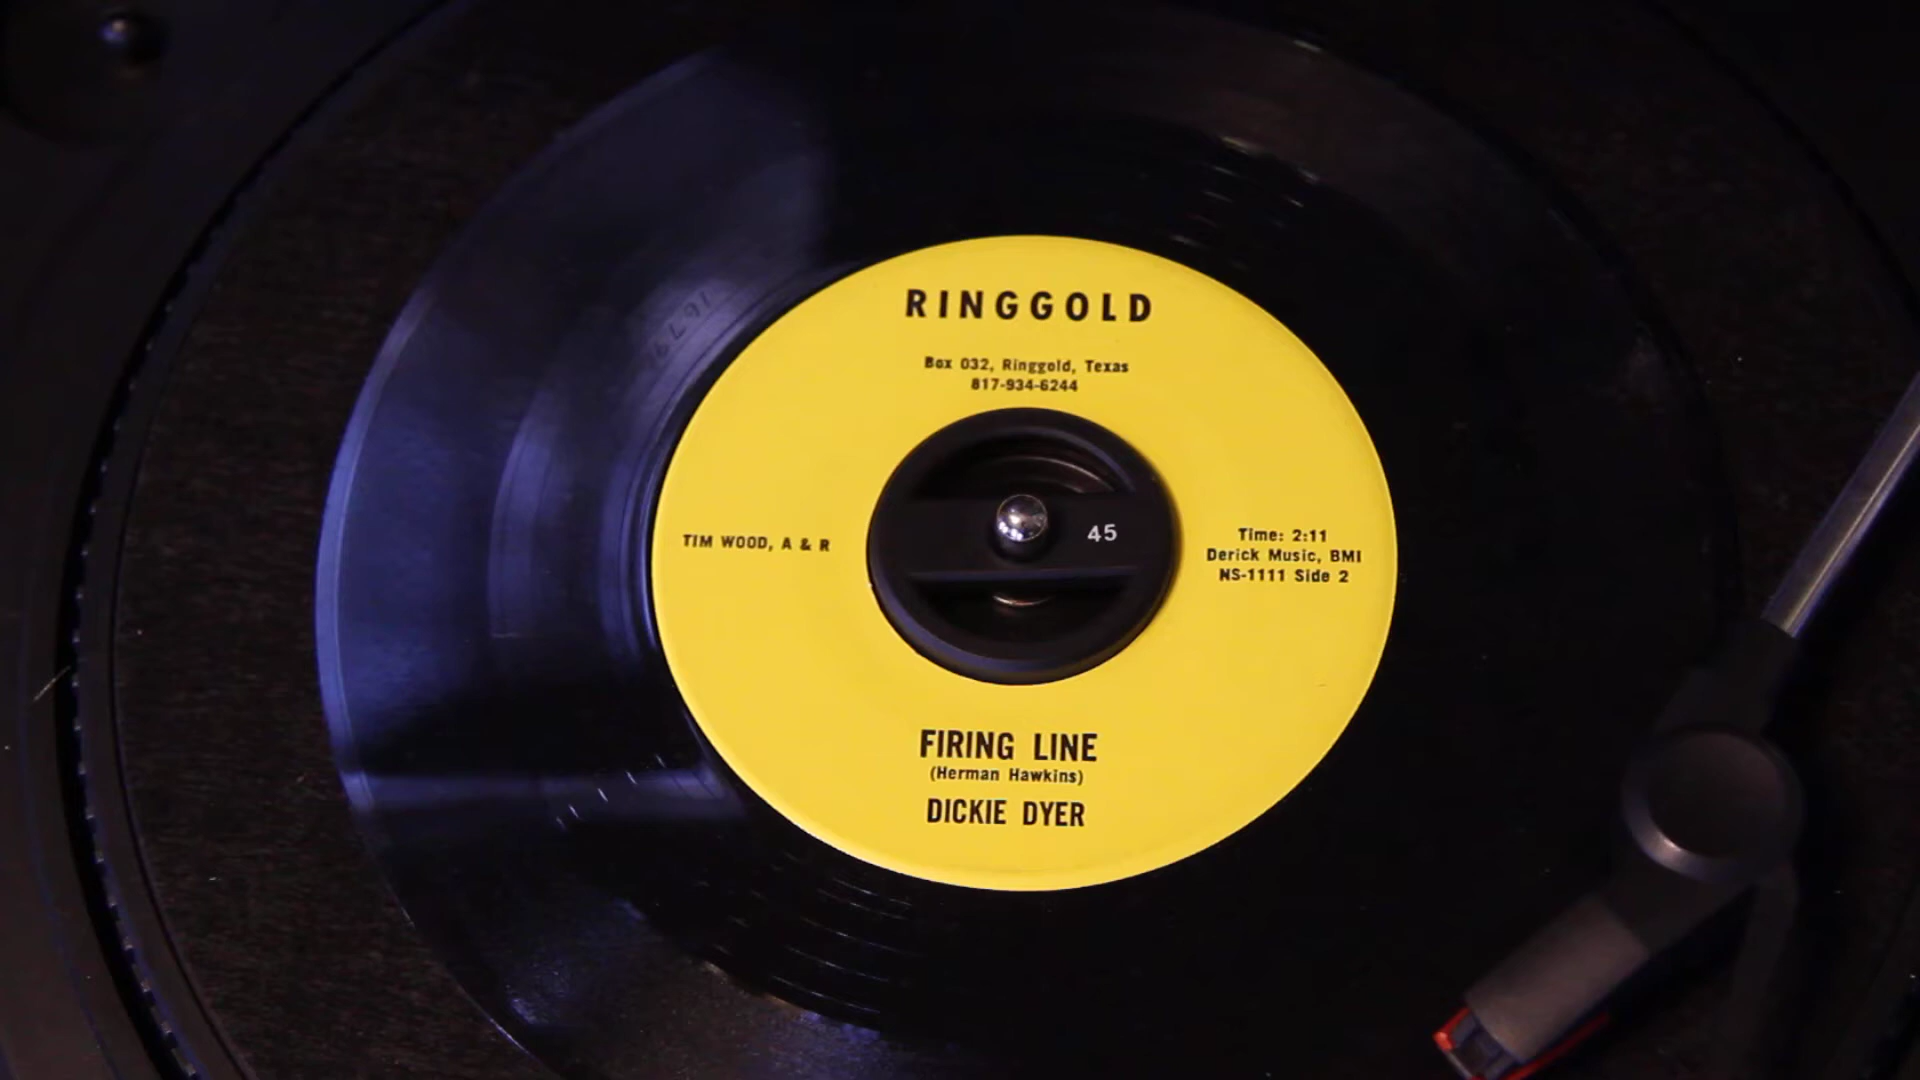 RINGGOLD
Box 032, Ringgold, Texas
817-934-6244
TIM WOOD, A & R
45
Time: 2:11
Derick Music, BMI
NS-1111 Side 2
FIRING LINE
(Herman Hawkins)
DICKIE DYER